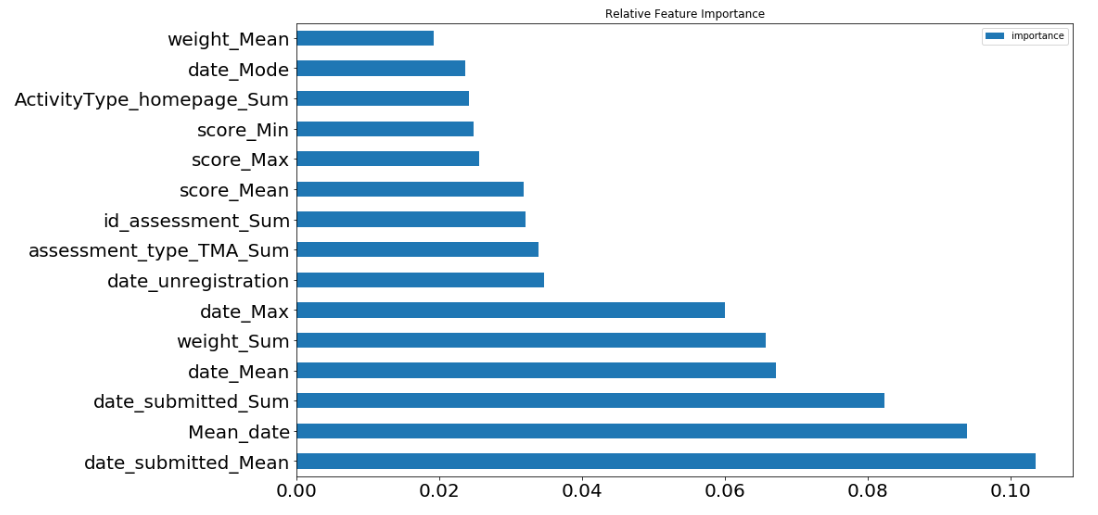 Relative Feature Importance
importance
weight_Mean
date_Mode
ActivityType_homepage_Sum
score_Min
score_Max
score_Mean
id_assessment_Sum
assessment_type_TMA_Sum
date_unregistration
date_Max
weight_Sum
date_Mean
date_submitted_Sum
Mean_date
date_submitted_Mean
0.00 0.02 0.04 0.06 0.08 0.10